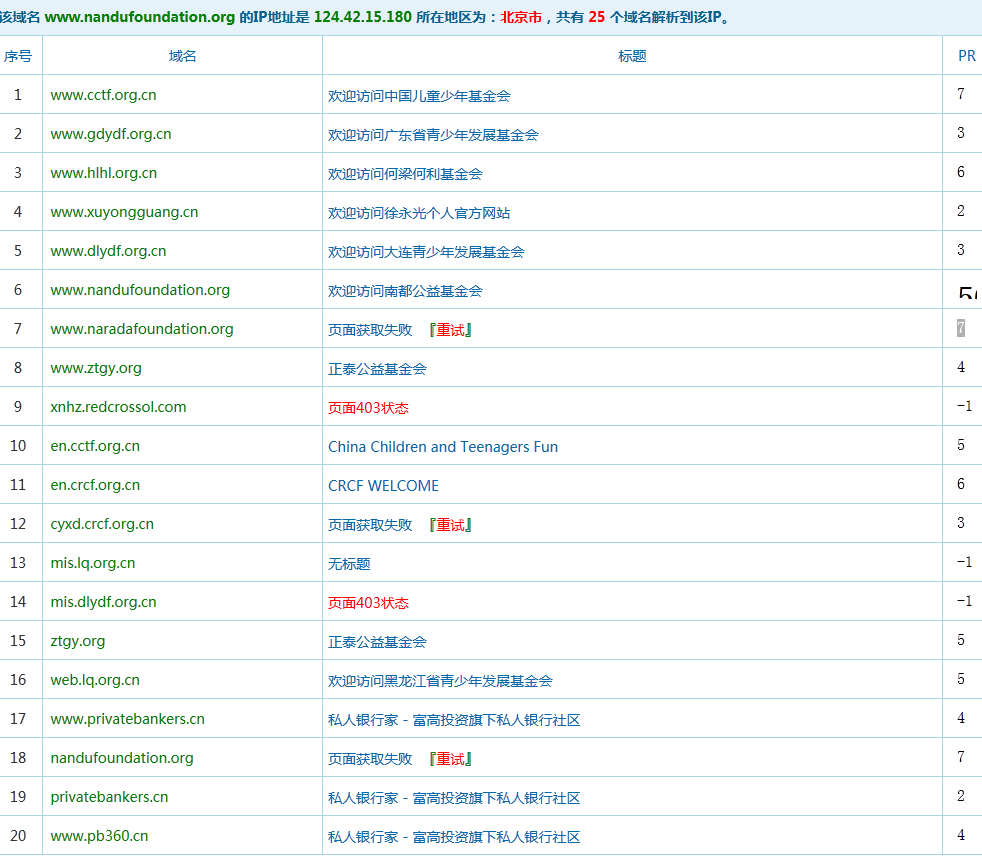 该域名 www.nandufoundation.org 的IP地址是 124.42.15.180 所在地区为：北京市，共有 25 个域名解析到该IP。
序号 域名 标题 PR
1 www.cctf.org.cn 欢迎访问中国儿童少年基金会 7
2 www.gdydf.org.cn 欢迎访问广东省青少年发展基金会 3
3 www.hlhl.org.cn 欢迎访问何梁何利基金会 6
4 www.xuyongguang.cn 欢迎访问徐永光个人官方网站 2
5 www.dlydf.org.cn 欢迎访问大连青少年发展基金会 3
6 www.nandufoundation.org 欢迎访问南都公益基金会
7 www.naradafoundation.org 页面获取失败 『重试』 7
8 www.ztgy.org 正泰公益基金会 4
9 xnhz.redcrossol.com 页面403状态 -1
10 en.cctf.org.cn China Children and Teenagers Fun 5
11 en.crcf.org.cn CRCF WELCOME 6
12 cyxd.crcf.org.cn 页面获取失败 『重试』 3
13 mis.lq.org.cn 无标题 -1
14 mis.dlydf.org.cn 页面403状态 -1
15 ztgy.org 正泰公益基金会 5
16 web.lq.org.cn 欢迎访问黑龙江省青少年发展基金会 5
17 www.privatebankers.cn 私人银行家 - 富高投资旗下私人银行社区 4
18 nandufoundation.org 页面获取失败 『重试』 7
19 privatebankers.cn 私人银行家 - 富高投资旗下私人银行社区 2
20 www.pb360.cn 私人银行家 - 富高投资旗下私人银行社区 4